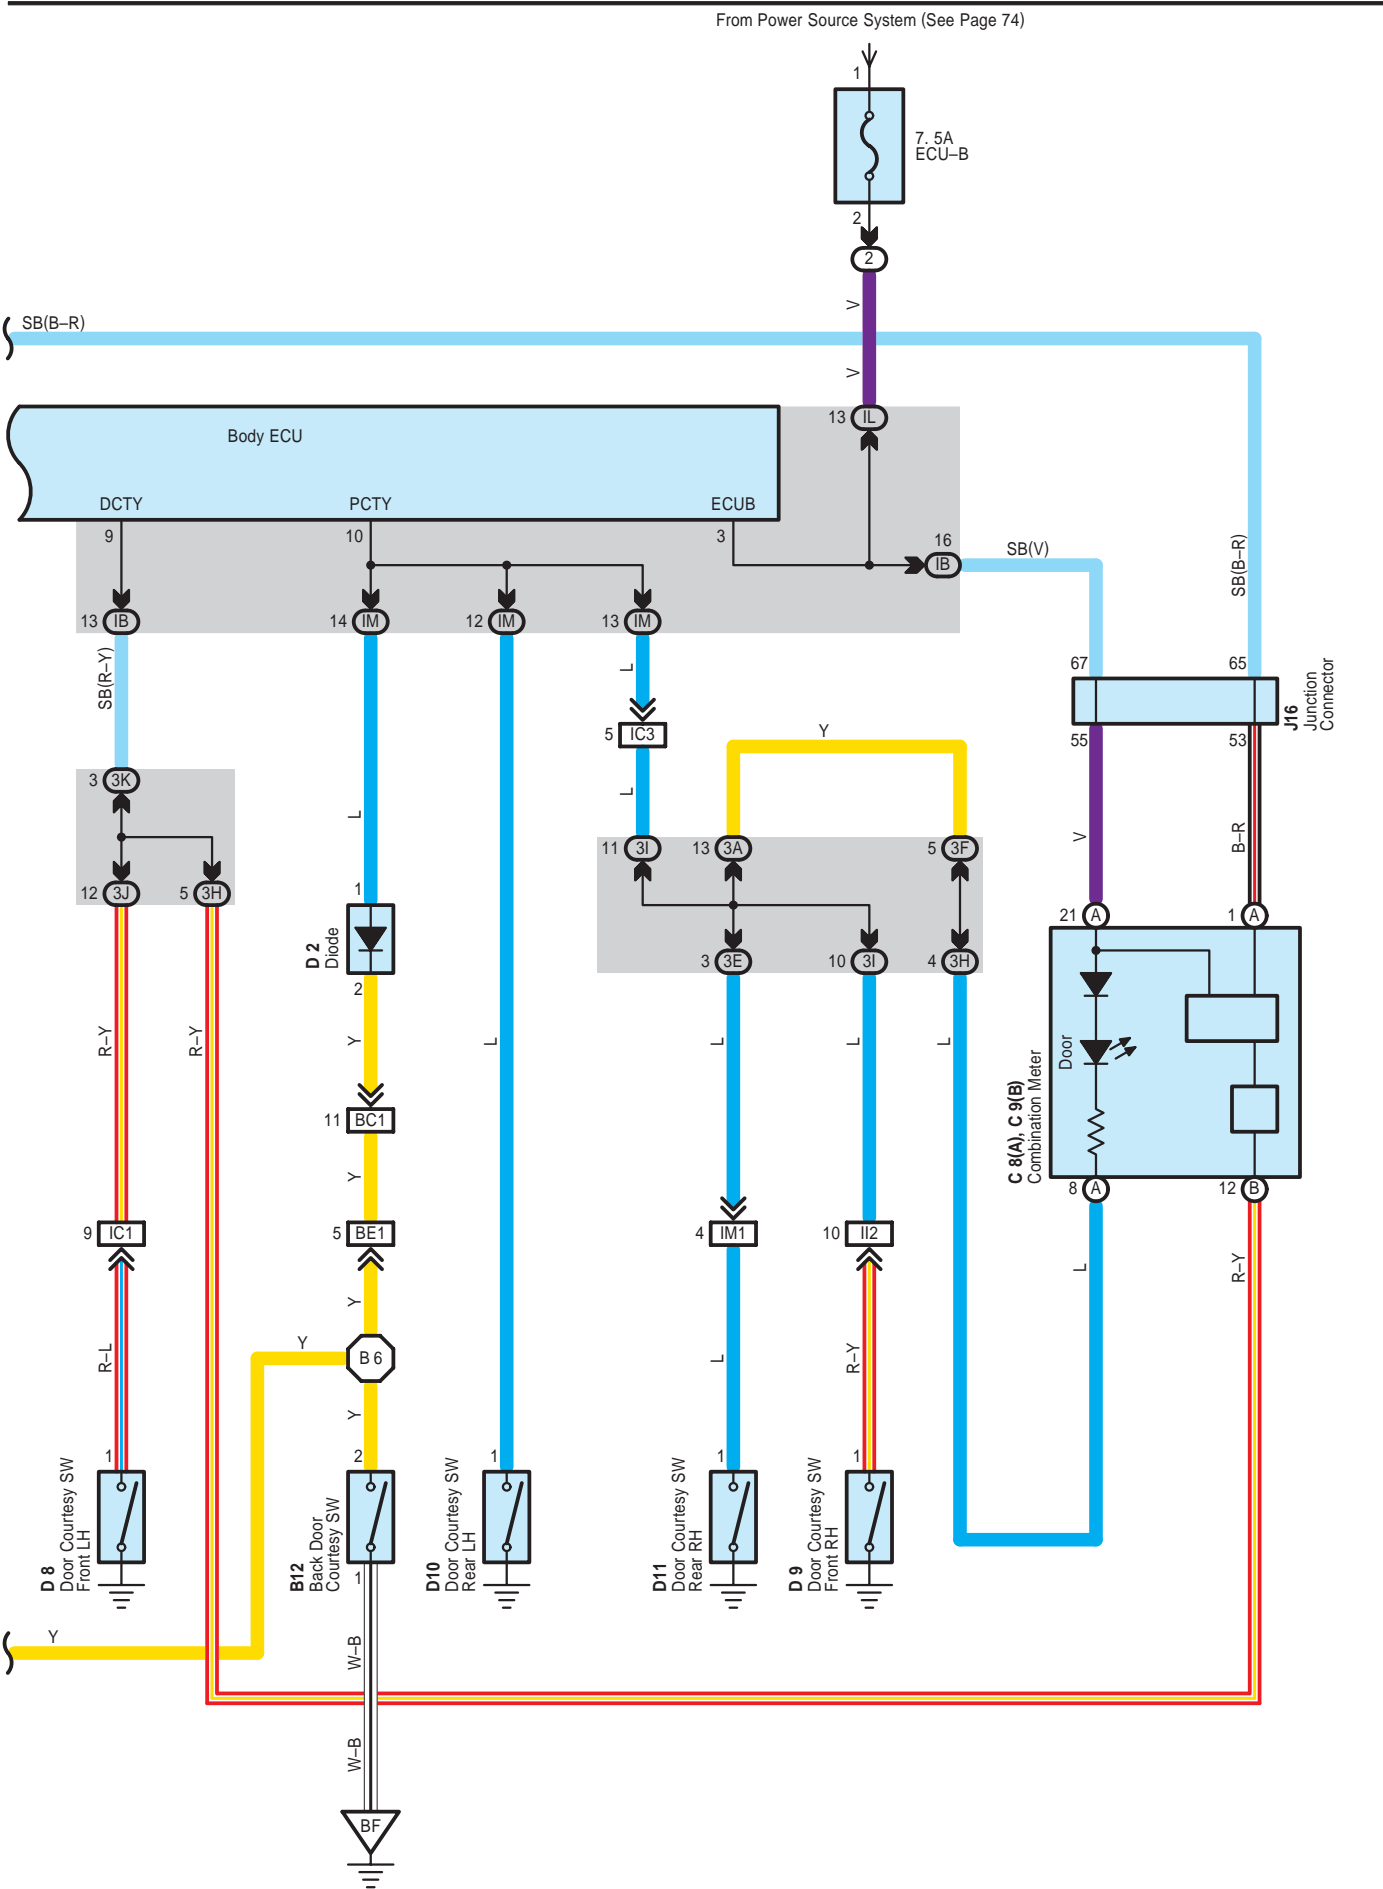 From Power Source System (See Page 74)
1
7. 5A
ECU–B
2
2
V
SB(B–R)
V
13 IL
Body ECU
DCTY
PCTY
ECUB
9
10
3
16
IB
SB(V)
SB(B–R)
13 IB
14 IM
12 IM
13 IM
SB(R–Y)
L
67
65
J16
Junction
Connector
5 IC3
Y
55
53
3 3K
L
L
V
B–R
11 3I
13 3A
5 3F
12 3J
5 3H
1
21 A
1 A
D 2
Diode
3 E
10 3I
4 3H
2
R–Y
R–Y
Y
L
L
L
L
Door
C 8(A), C 9(B)
Combination Meter
11 BC1
Y
8 A
12 B
9 IC1
5 BE1
4 IM1
10 II2
Y
L
R–Y
R–L
Y
B 6
L
R–Y
Y
1
2
1
1
1
D 8
Door Courtesy SW
Front LH
B12
Back Door
Courtesy SW
D10
Door Courtesy SW
Rear LH
D11
Door Courtesy SW
Rear RH
D 9
Door Courtesy SW
Front RH
1
Y
W–B
W–B
BF